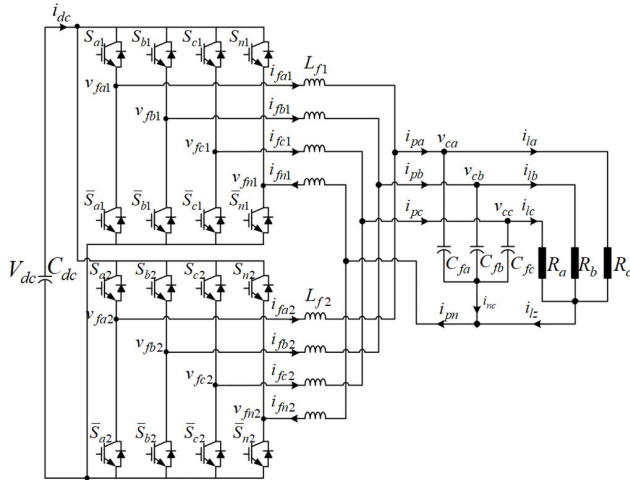 i_dc
S_a1 S_b1 S_c1 S_n1
v_fa1 i_fa1 L_f1
v_fb1 i_fb1
v_fc1 i_fc1
v_fn1 i_fn1
S̅_a1 S̅_b1 S̅_c1 S̅_n1
i_pa v_ca i_la
i_pb v_cb i_lb
i_pc v_cc i_lc
V_dc C_dc
C_fa C_fb C_fc R_a R_b R_c
i_pn i_nc i_lz
S_a2 S_b2 S_c2 S_n2
v_fa2 i_fa2 L_f2
v_fb2 i_fb2
v_fc2 i_fc2
v_fn2 i_fn2
S̅_a2 S̅_b2 S̅_c2 S̅_n2